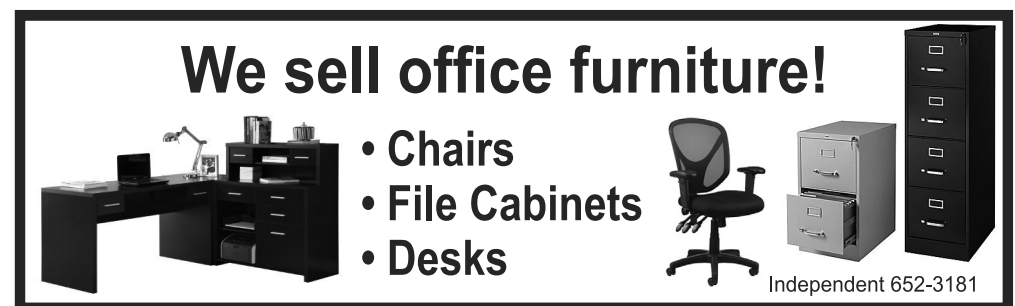 We sell office furniture!
• Chairs
• File Cabinets
• Desks
Independent 652-3181